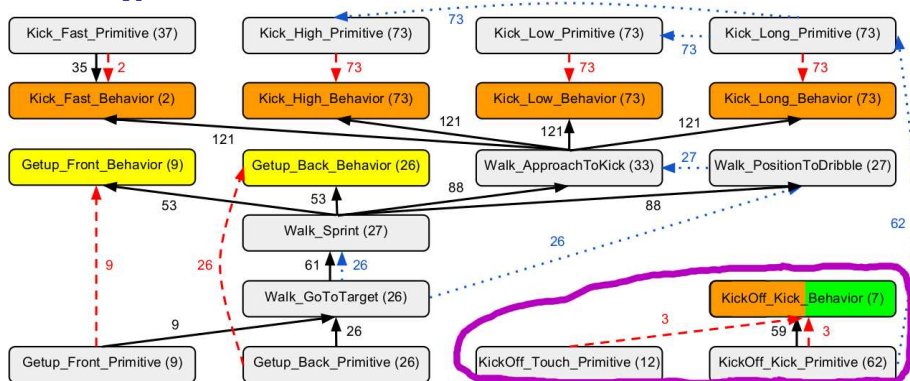 73
Kick_Fast_Primitive (37) Kick_High_Primitive (73) Kick_Low_Primitive (73) Kick_Long_Primitive (73)
73
35 2 73 73 73
Kick_Fast_Behavior (2) Kick_High_Behavior (73) Kick_Low_Behavior (73) Kick_Long_Behavior (73)
121 121 121 121
Getup_Front_Behavior (9) Getup_Back_Behavior (26) Walk_ApproachToKick (33) 27 Walk_PositionToDribble (27)
53 53 88 88
Walk_Sprint (27) 26 62
9 26 61 26
Walk_GoToTarget (26) KickOff_Kick_Behavior (7)
9 26 3 59 3
Getup_Front_Primitive (9) Getup_Back_Primitive (26) KickOff_Touch_Primitive (12) KickOff_Kick_Primitive (62)